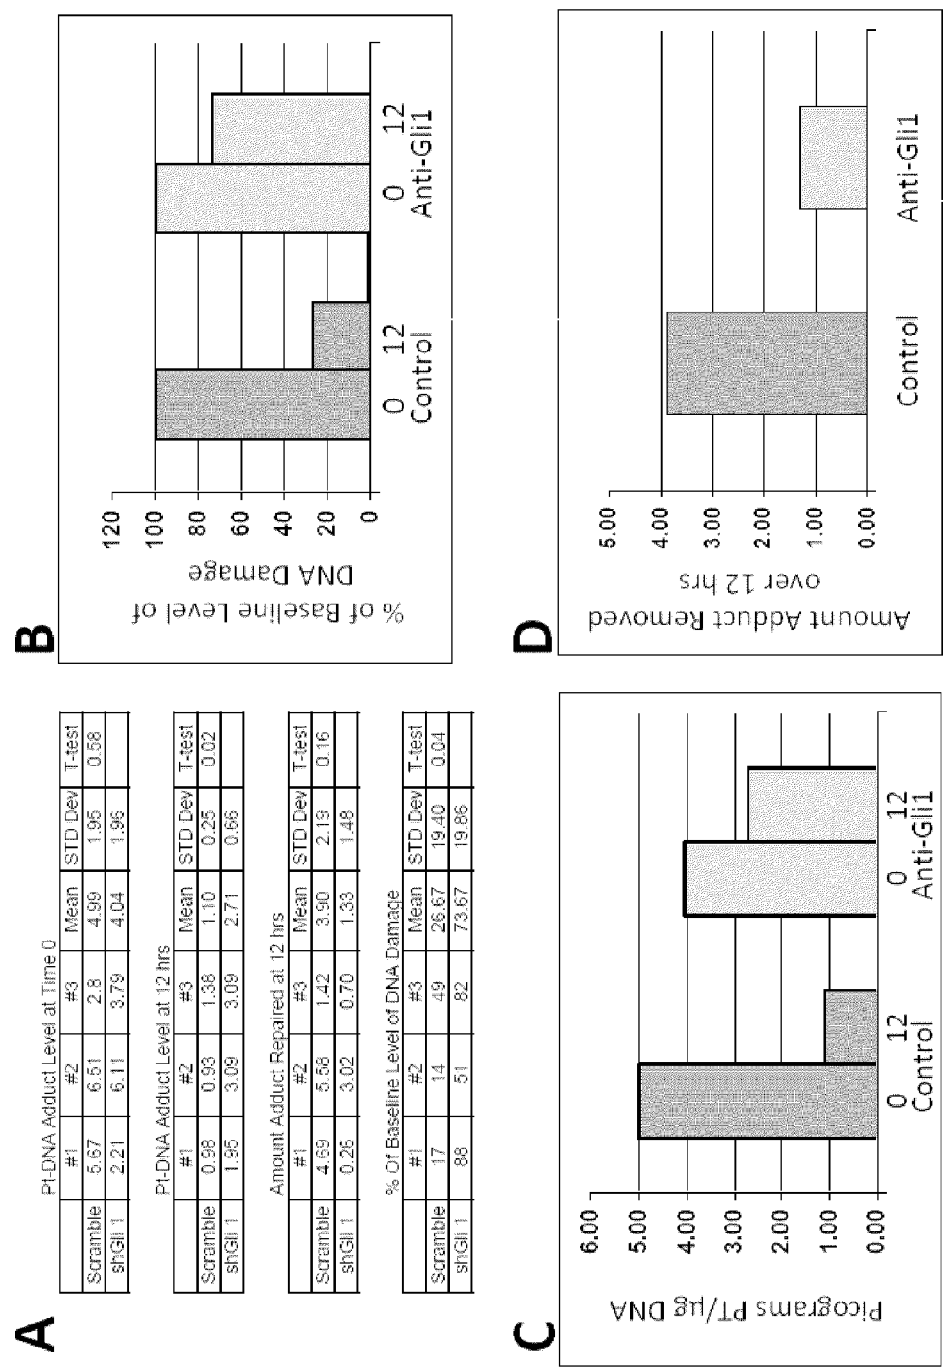 A
Pt-DNA Adduct Level at Time 0
#1 #2 #3 Mean STD Dev T-test
Scramble 5.67 6.51 2.8 4.99 1.95 0.58
shGli 1 2.21 6.11 3.79 4.04 1.96
Pt-DNA Adduct Level at 12 hrs
#1 #2 #3 Mean STD Dev T-test
Scramble 0.98 0.93 1.38 1.10 0.25 0.02
shGli 1 1.95 3.09 3.09 2.71 0.66
Amount Adduct Repaired at 12 hrs
#1 #2 #3 Mean STD Dev T-test
Scramble 4.69 5.58 1.42 3.90 2.19 0.16
shGli 1 0.26 3.02 0.70 1.33 1.48
% Of Baseline Level of DNA Damage
#1 #2 #3 Mean STD Dev T-test
Scramble 17 14 49 26.67 19.40 0.04
shGli 1 88 51 82 73.67 19.86
B
% of Baseline Level of
DNA Damage
120
100
80
60
40
20
0
0 12 0 12
Control Anti-Gli1
C
Picograms PT/µg DNA
6.00
5.00
4.00
3.00
2.00
1.00
0.00
0 12 0 12
Control Anti-Gli1
D
Amount Adduct Removed
over 12 hrs
5.00
4.00
3.00
2.00
1.00
0.00
Control Anti-Gli1